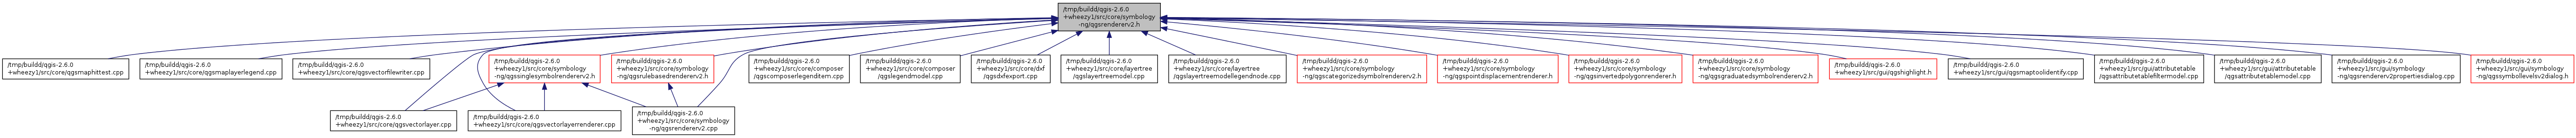 /tmp/buildd/qgis-2.6.0
+wheezy1/src/core/symbology
-ng/qgsrendererv2.h
/tmp/buildd/qgis-2.6.0
+wheezy1/src/core/qgsmaphittest.cpp
/tmp/buildd/qgis-2.6.0
+wheezy1/src/core/qgsmaplayerlegend.cpp
/tmp/buildd/qgis-2.6.0
+wheezy1/src/core/qgsvectorfilewriter.cpp
/tmp/buildd/qgis-2.6.0
+wheezy1/src/core/symbology
-ng/qgssinglesymbolrendererv2.h
/tmp/buildd/qgis-2.6.0
+wheezy1/src/core/symbology
-ng/qgsrulebasedrendererv2.h
/tmp/buildd/qgis-2.6.0
+wheezy1/src/core/composer
/qgscomposerlegenditem.cpp
/tmp/buildd/qgis-2.6.0
+wheezy1/src/core/composer
/qgslegendmodel.cpp
/tmp/buildd/qgis-2.6.0
+wheezy1/src/core/dxf
/qgsdxfexport.cpp
/tmp/buildd/qgis-2.6.0
+wheezy1/src/core/layertree
/qgslayertreemodel.cpp
/tmp/buildd/qgis-2.6.0
+wheezy1/src/core/layertree
/qgslayertreemodellegendnode.cpp
/tmp/buildd/qgis-2.6.0
+wheezy1/src/core/symbology
-ng/qgscategorizedsymbolrendererv2.h
/tmp/buildd/qgis-2.6.0
+wheezy1/src/core/symbology
-ng/qgspointdisplacementrenderer.h
/tmp/buildd/qgis-2.6.0
+wheezy1/src/core/symbology
-ng/qgsinvertedpolygonrenderer.h
/tmp/buildd/qgis-2.6.0
+wheezy1/src/core/symbology
-ng/qgsgraduatedsymbolrendererv2.h
/tmp/buildd/qgis-2.6.0
+wheezy1/src/gui/qgshighlight.h
/tmp/buildd/qgis-2.6.0
+wheezy1/src/gui/qgsmaptoolidentify.cpp
/tmp/buildd/qgis-2.6.0
+wheezy1/src/gui/attributetable
/qgsattributetablefiltermodel.cpp
/tmp/buildd/qgis-2.6.0
+wheezy1/src/gui/attributetable
/qgsattributetablemodel.cpp
/tmp/buildd/qgis-2.6.0
+wheezy1/src/gui/symbology
-ng/qgsrendererv2propertiesdialog.cpp
/tmp/buildd/qgis-2.6.0
+wheezy1/src/gui/symbology
-ng/qgssymbollevelsv2dialog.h
/tmp/buildd/qgis-2.6.0
+wheezy1/src/core/qgsvectorlayer.cpp
/tmp/buildd/qgis-2.6.0
+wheezy1/src/core/qgsvectorlayerrenderer.cpp
/tmp/buildd/qgis-2.6.0
+wheezy1/src/core/symbology
-ng/qgsrendererv2.cpp